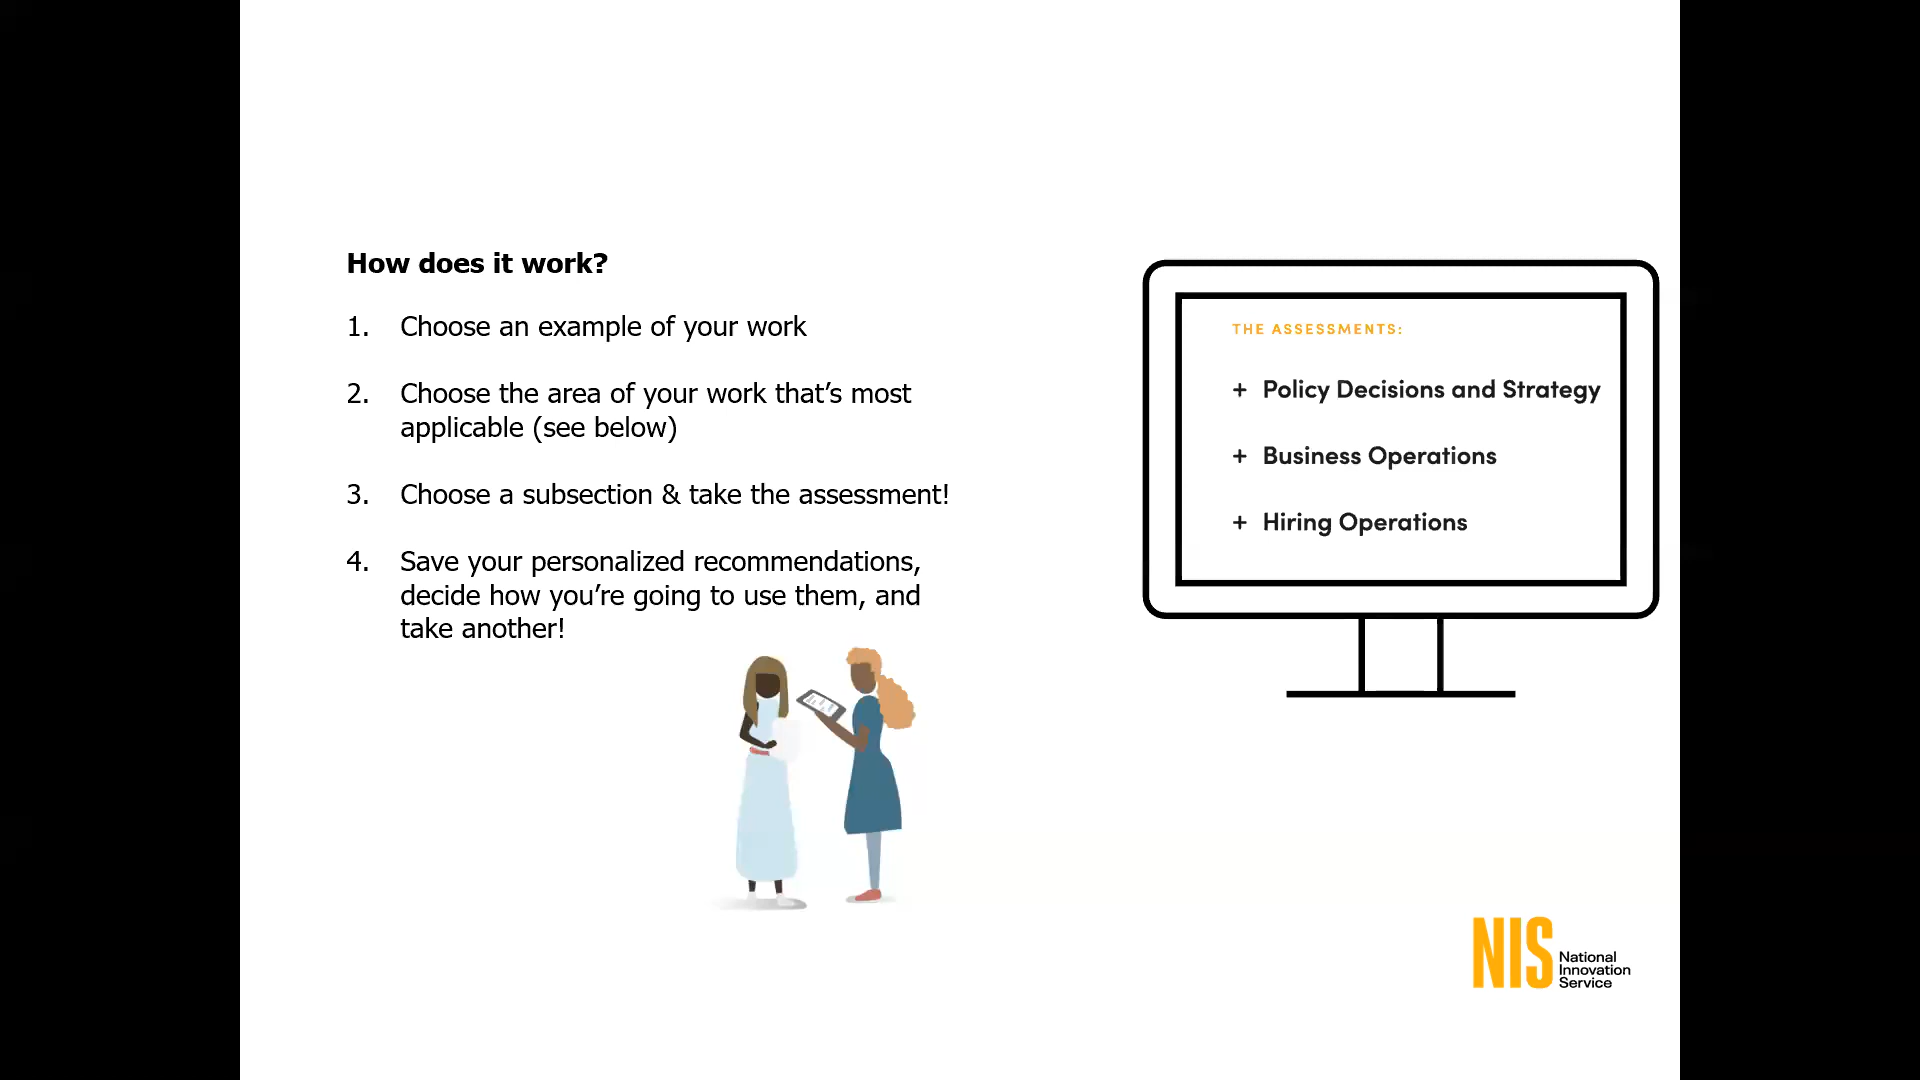 How does it work?
1. Choose an example of your work
2. Choose the area of your work that’s most
applicable (see below)
3. Choose a subsection & take the assessment!
4. Save your personalized recommendations,
decide how you’re going to use them, and
take another!
THE ASSESSMENTS:
+ Policy Decisions and Strategy
+ Business Operations
+ Hiring Operations
NIS
National
Innovation
Service